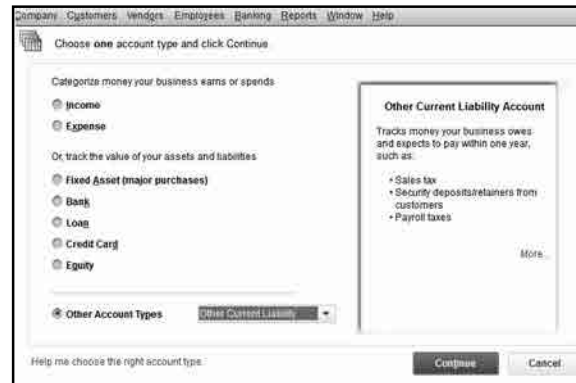 Company Customers Vendors Employees Banking Reports Window Help
Choose one account type and click Continue
Categorize money your business earns or spends
Income
Expense
Or, track the value of your assets and liabilities
Fixed Asset (major purchases)
Bank
Loan
Credit Card
Equity
Other Account Types Other Current Liability
Other Current Liability Account
Tracks money your business owes
and expects to pay within one year,
such as:
• Sales tax
• Security deposits/retainers from
customers
• Payroll taxes
More...
Help me choose the right account type.
Continue Cancel